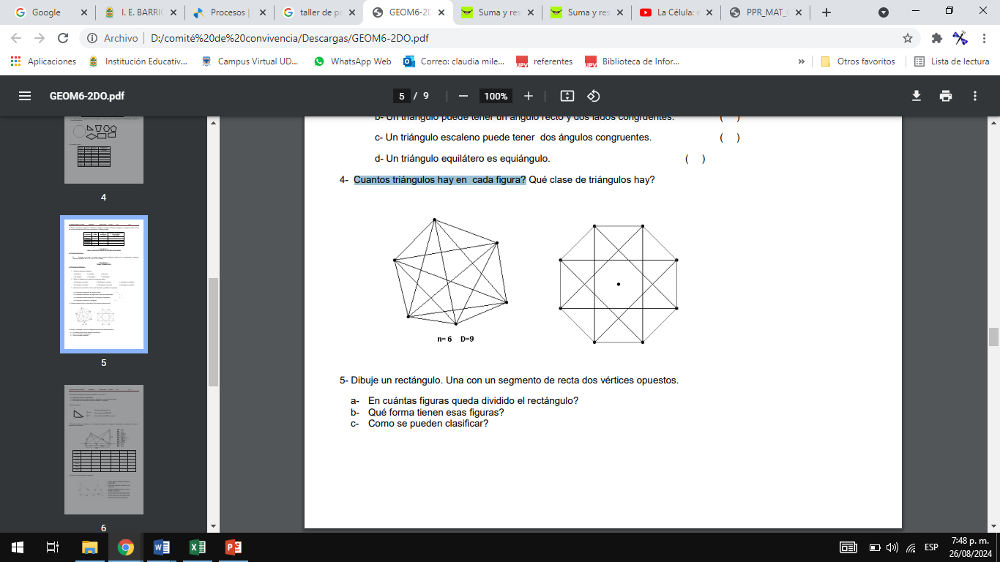 Google
I. E. BARRIO
Procesos |
taller de po
GEOM6-2D
Suma y res
Suma y res
La Célula: e
PPR_MAT_
Archivo
D:/comité%20de%20convivencia/Descargas/GEOM6-2DO.pdf
Aplicaciones
Institución Educativ...
Campus Virtual UD...
WhatsApp Web
Correo: claudia mile...
referentes
Biblioteca de Infor...
»
Otros favoritos
Lista de lectura
GEOM6-2DO.pdf
5 / 9
100%
b- Un triángulo puede tener un ángulo recto y dos lados congruentes. ( )
c- Un triángulo escaleno puede tener dos ángulos congruentes. ( )
d- Un triángulo equilátero es equiángulo. ( )
4- Cuantos triángulos hay en cada figura? Qué clase de triángulos hay?
n= 6 D=9
5- Dibuje un rectángulo. Una con un segmento de recta dos vértices opuestos.
a- En cuántas figuras queda dividido el rectángulo?
b- Qué forma tienen esas figuras?
c- Como se pueden clasificar?
4
5
6
ESP
7:48 p. m.
26/08/2024